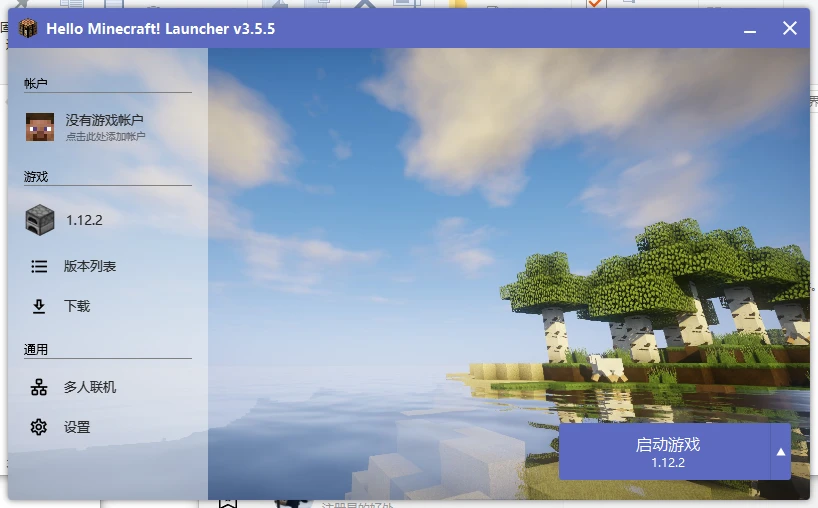 Hello Minecraft! Launcher v3.5.5
帐户
没有游戏帐户
点击此处添加帐户
游戏
1.12.2
版本列表
下载
通用
多人联机
设置
启动游戏
1.12.2